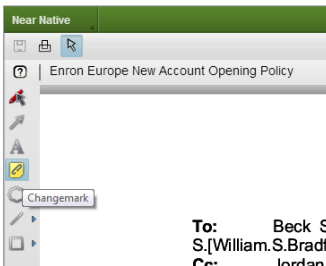 Near Native
Enron Europe New Account Opening Policy
Changemark
To: Beck S
S.[William.S.Bradf
Cc: Jordan